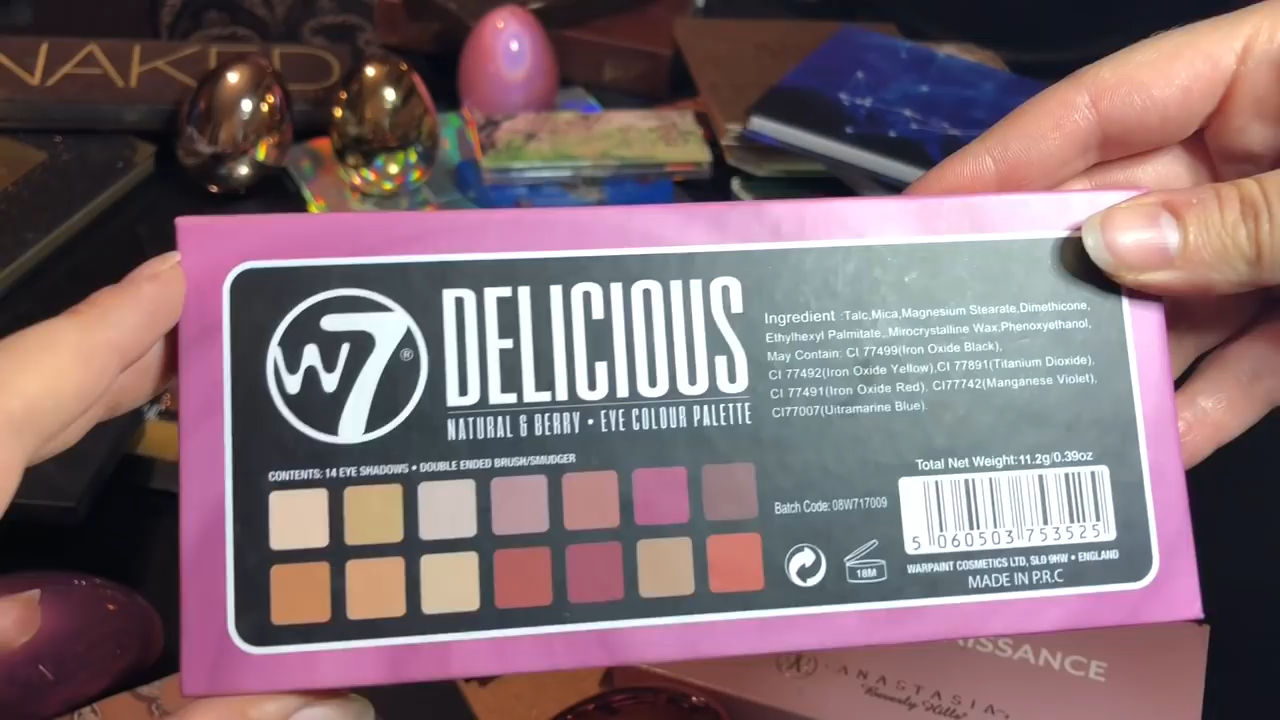 NAKED
W7®
DELICIOUS
NATURAL & BERRY • EYE COLOUR PALETTE
CONTENTS: 14 EYE SHADOWS • DOUBLE ENDED BRUSH/SMUDGER
Ingredient :Talc,Mica,Magnesium Stearate,Dimethicone,
Ethylhexyl Palmitate, Mirocrystalline Wax,Phenoxyethanol,
May Contain: CI 77499(Iron Oxide Black),
CI 77492(Iron Oxide Yellow),CI 77891(Titanium Dioxide),
CI 77491(Iron Oxide Red), CI77742(Manganese Violet),
CI77007(Uitramarine Blue).
Total Net Weight:11.2g/0.39oz
Batch Code: 08W717009
5 060503 753525
18M
WARPAINT COSMETICS LTD, SL0 9HW • ENGLAND
MADE IN P.R.C
AISSANCE
ANASTASIA
Beverly Hills